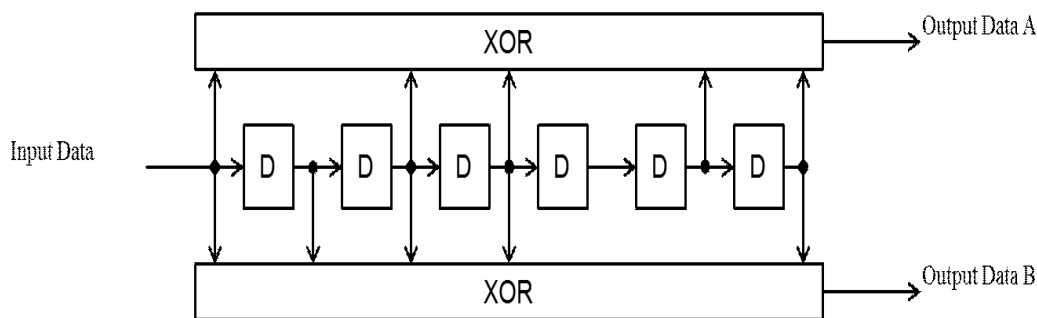 XOR
Output Data A
Input Data
D D D D D D
XOR
Output Data B